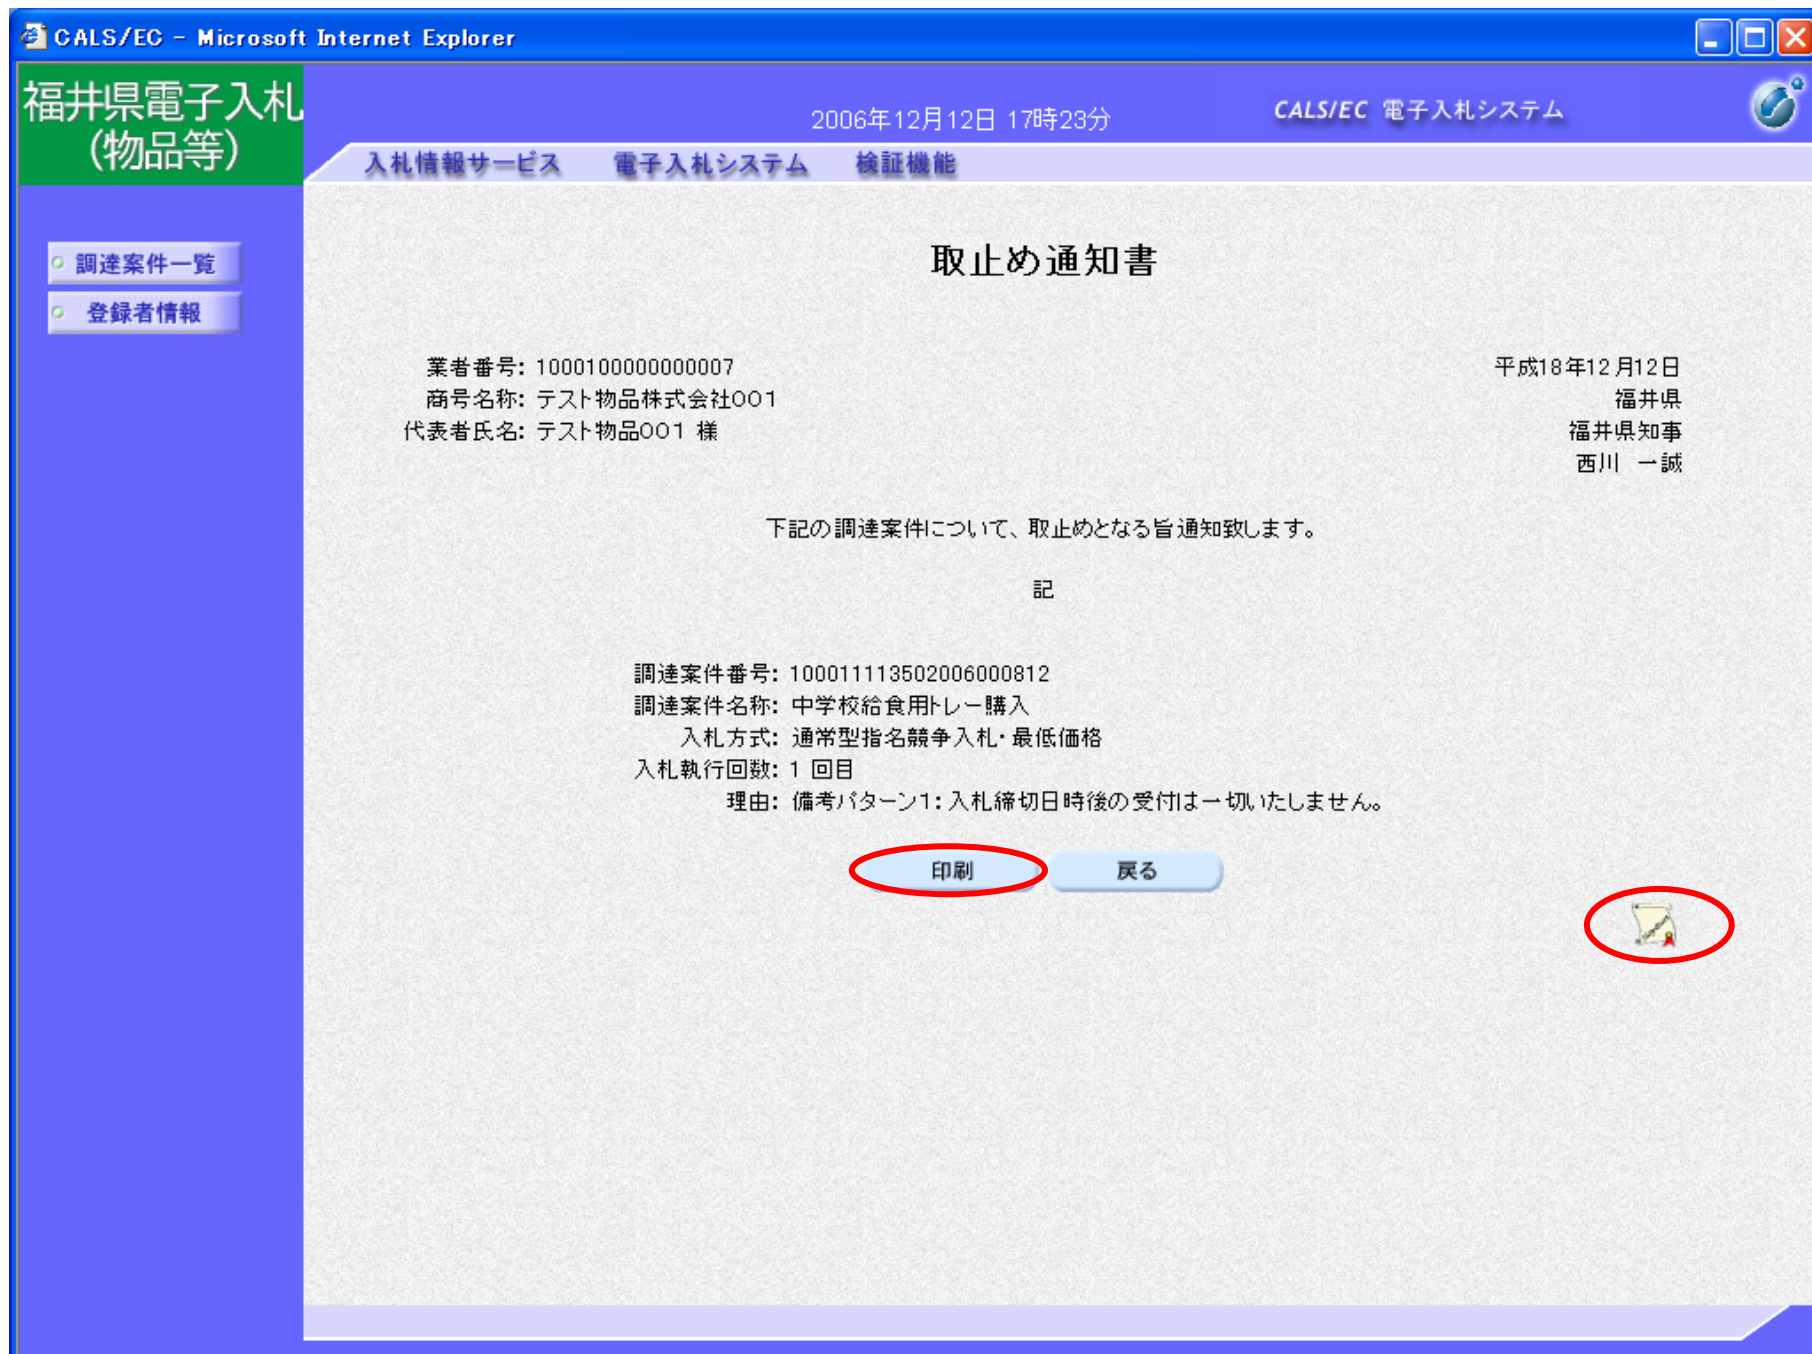 CALS/EC - Microsoft Internet Explorer
福井県電子入札
(物品等)
2006年12月12日 17時23分
CALS/EC 電子入札システム
入札情報サービス 電子入札システム 検証機能
調達案件一覧
登録者情報
取止め通知書
業者番号: 1000100000000007
平成18年12月12日
商号名称: テスト物品株式会社001
福井県
代表者氏名: テスト物品001 様
福井県知事
西川 一誠
下記の調達案件について、取止めとなる旨通知致します。
記
調達案件番号: 100011113502006000812
調達案件名称: 中学校給食用トレー購入
入札方式: 通常型指名競争入札・最低価格
入札執行回数: 1 回目
理由: 備考パターン1:入札締切日時後の受付は一切いたしません。
印刷 戻る